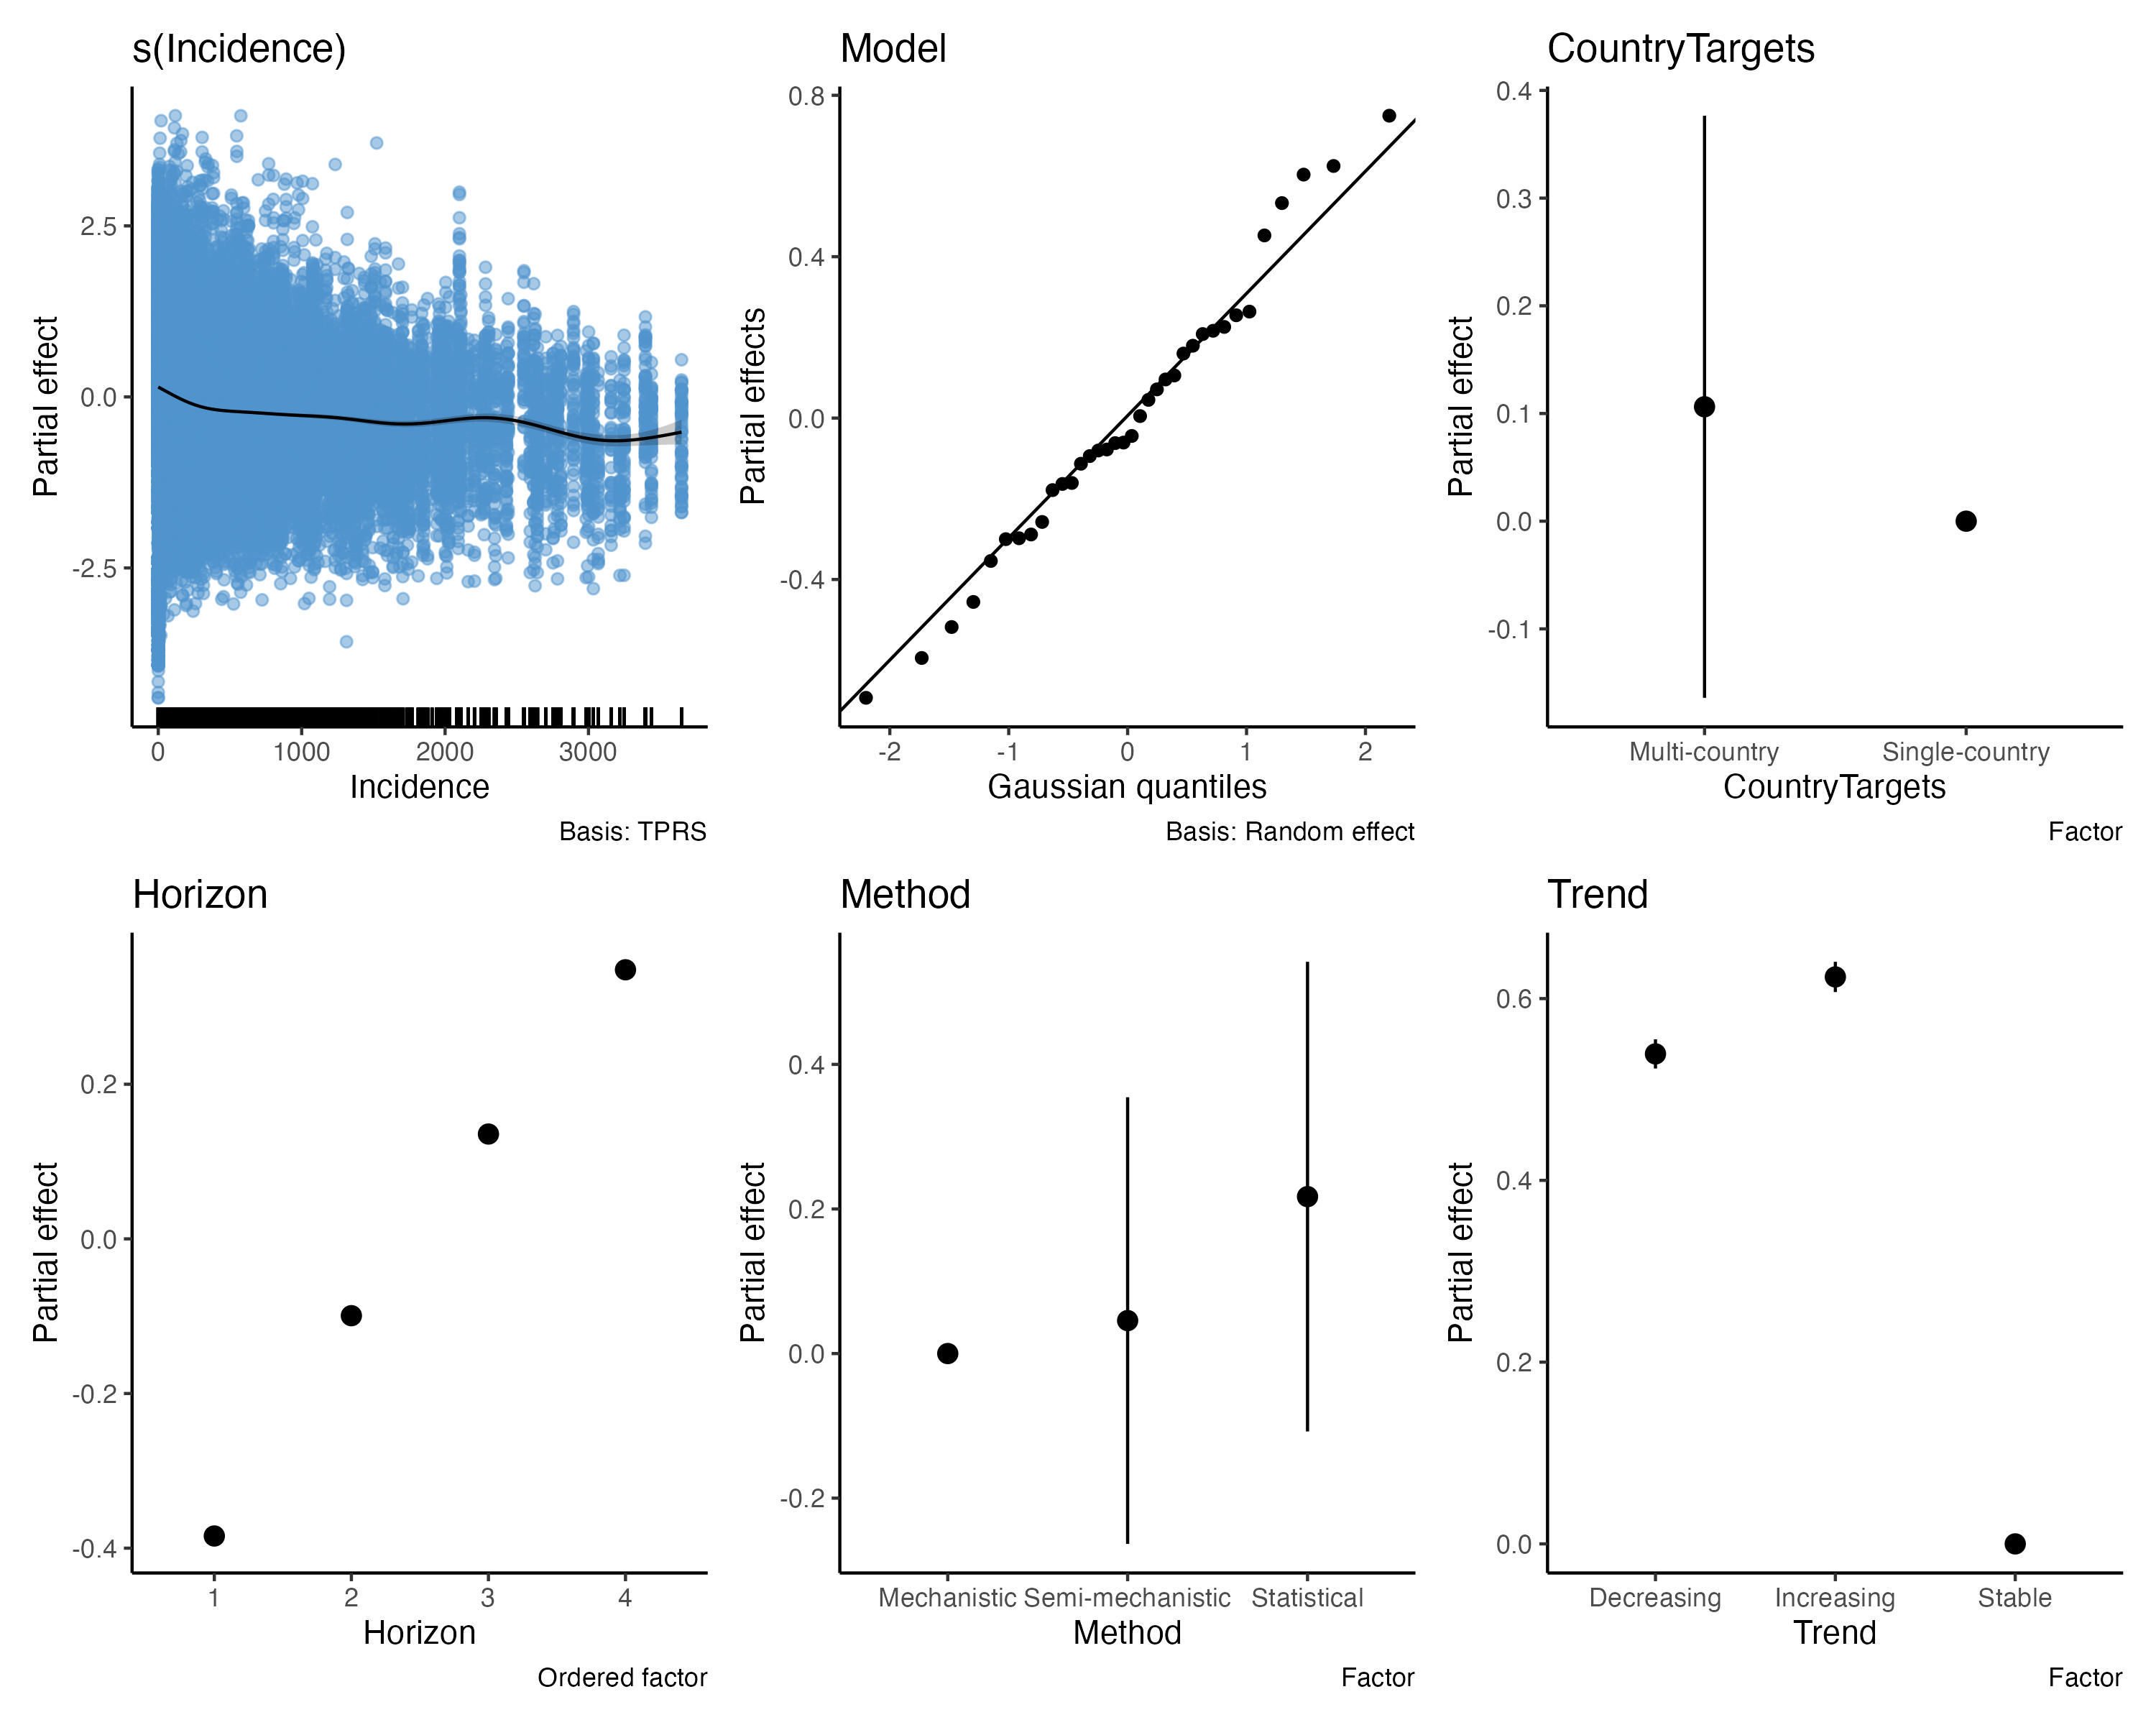 s(Incidence)
Partial effect
2.5
0.0
-2.5
0 1000 2000 3000
Incidence
Basis: TPRS
Model
Partial effects
0.8
0.4
0.0
-0.4
-2 -1 0 1 2
Gaussian quantiles
Basis: Random effect
CountryTargets
Partial effect
0.4
0.3
0.2
0.1
0.0
-0.1
Multi-country Single-country
CountryTargets
Factor
Horizon
Partial effect
0.2
0.0
-0.2
-0.4
1 2 3 4
Horizon
Ordered factor
Method
Partial effect
0.4
0.2
0.0
-0.2
Mechanistic Semi-mechanistic Statistical
Method
Factor
Trend
Partial effect
0.6
0.4
0.2
0.0
Decreasing Increasing Stable
Trend
Factor